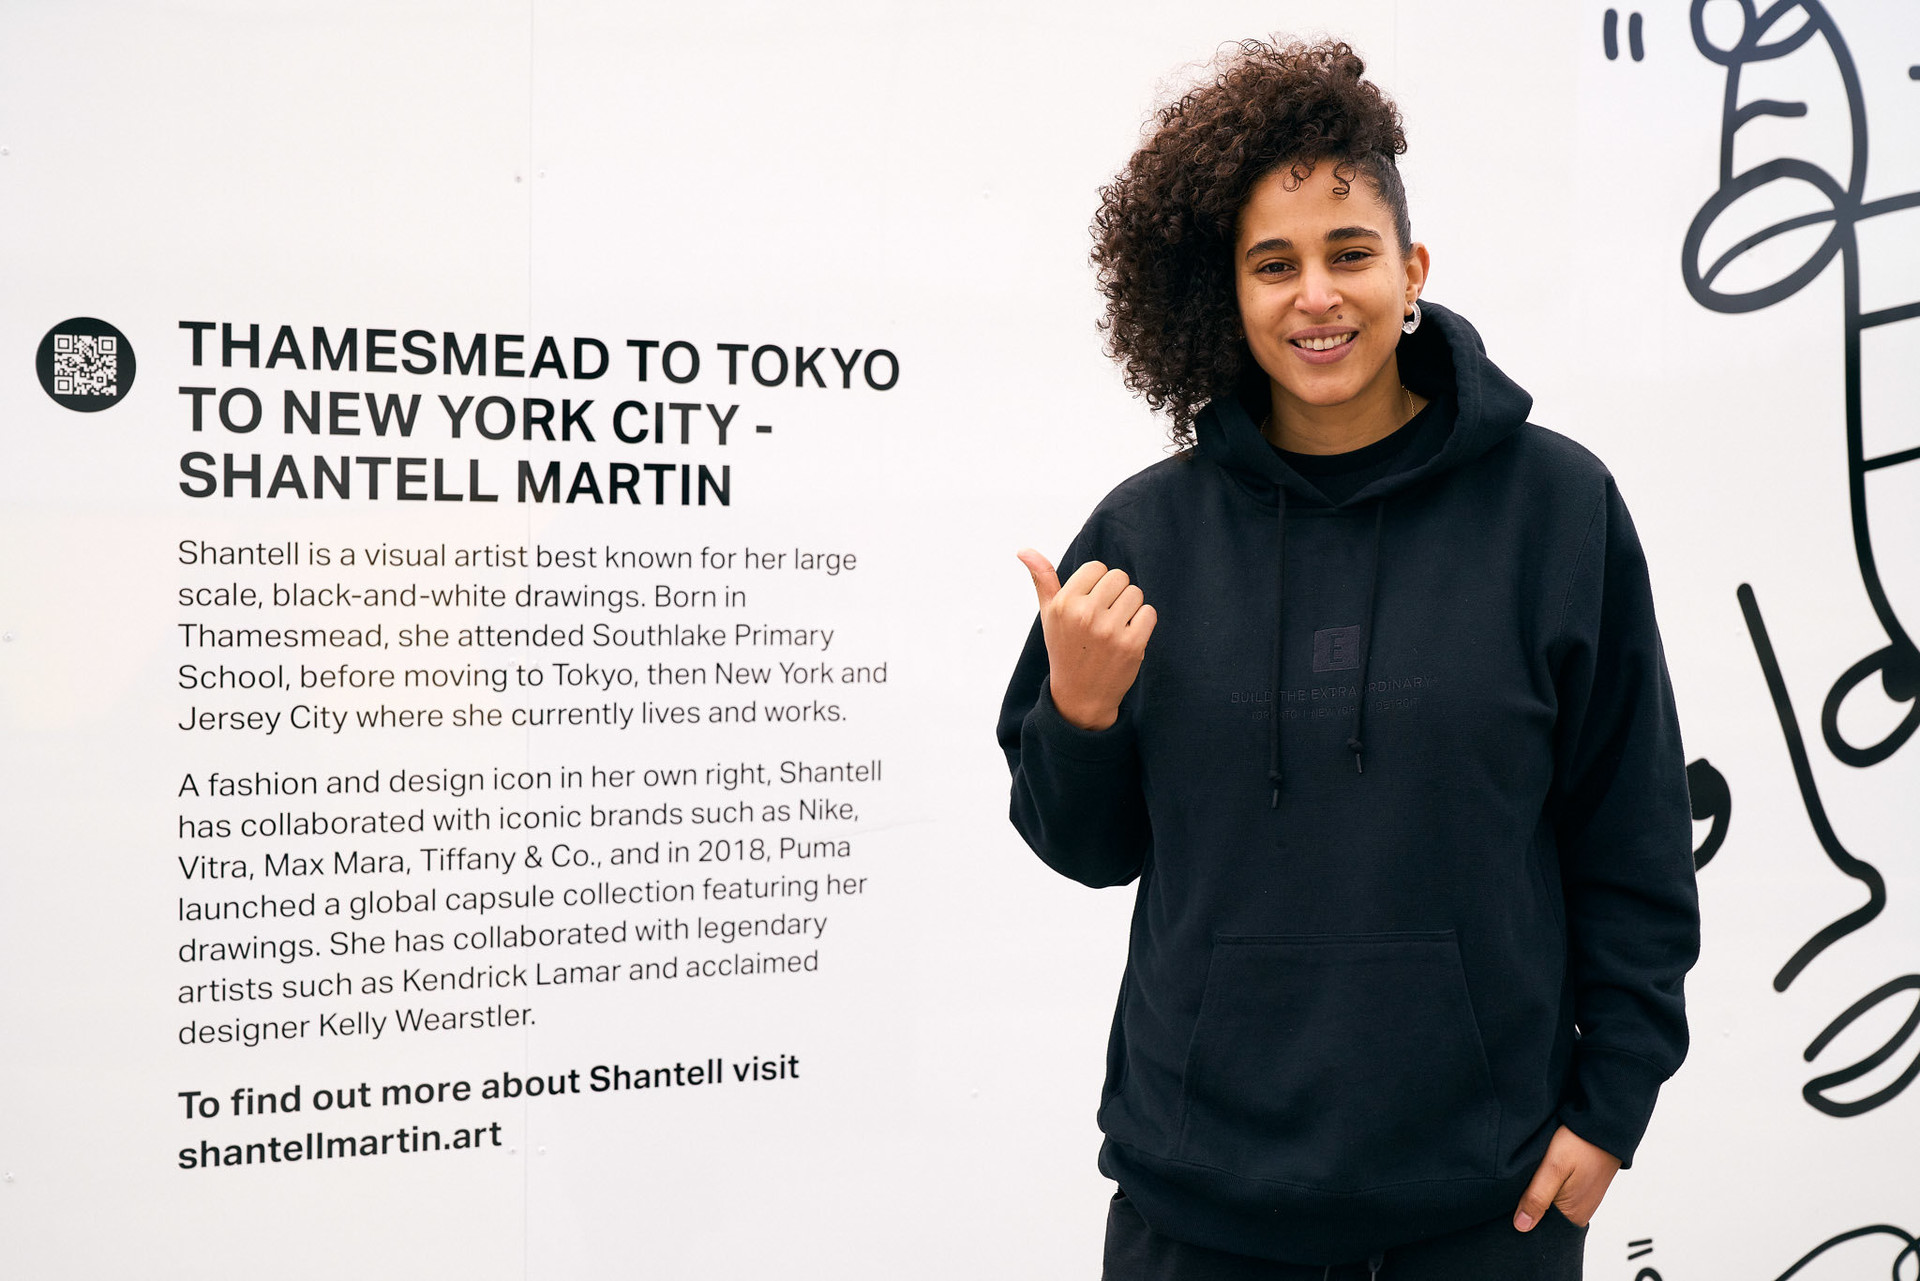 THAMESMEAD TO TOKYO
TO NEW YORK CITY -
SHANTELL MARTIN
Shantell is a visual artist best known for her large
scale, black-and-white drawings. Born in
Thamesmead, she attended Southlake Primary
School, before moving to Tokyo, then New York and
Jersey City where she currently lives and works.
A fashion and design icon in her own right, Shantell
has collaborated with iconic brands such as Nike,
Vitra, Max Mara, Tiffany & Co., and in 2018, Puma
launched a global capsule collection featuring her
drawings. She has collaborated with legendary
artists such as Kendrick Lamar and acclaimed
designer Kelly Wearstler.
To find out more about Shantell visit
shantellmartin.art
E
BUILD THE EXTRAORDINARY